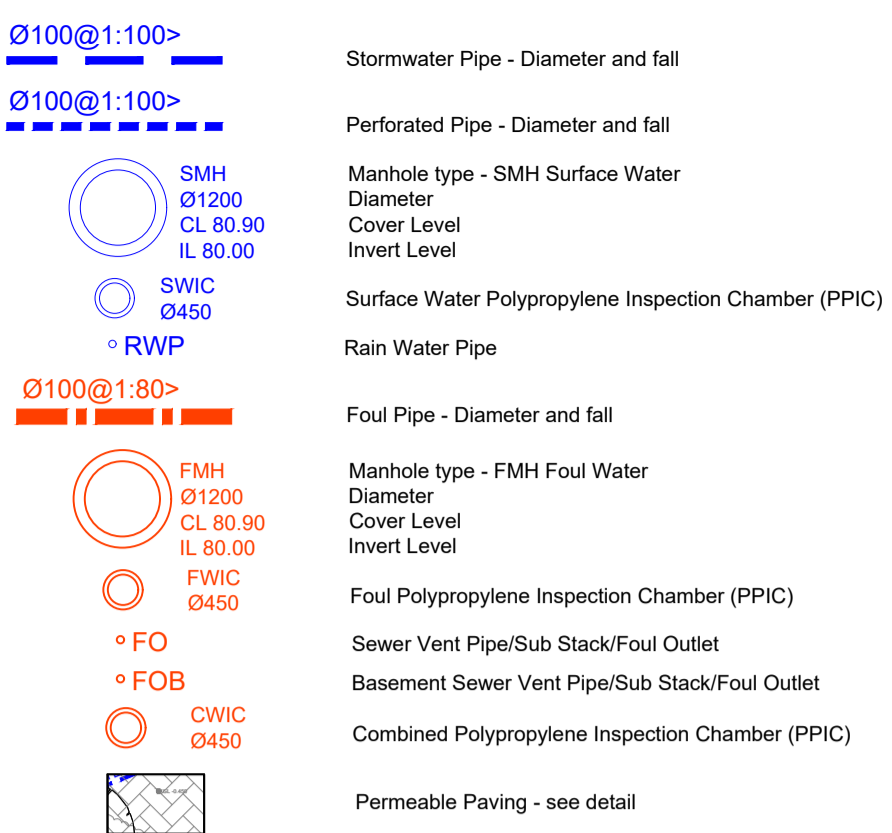 Ø100@1:100>
Stormwater Pipe - Diameter and fall
Ø100@1:100>
Perforated Pipe - Diameter and fall
SMH
Ø1200
CL 80.90
IL 80.00
Manhole type - SMH Surface Water
Diameter
Cover Level
Invert Level
SWIC
Ø450
Surface Water Polypropylene Inspection Chamber (PPIC)
RWP
Rain Water Pipe
Ø100@1:80>
Foul Pipe - Diameter and fall
FMH
Ø1200
CL 80.90
IL 80.00
Manhole type - FMH Foul Water
Diameter
Cover Level
Invert Level
FWIC
Ø450
Foul Polypropylene Inspection Chamber (PPIC)
FO
Sewer Vent Pipe/Sub Stack/Foul Outlet
FOB
Basement Sewer Vent Pipe/Sub Stack/Foul Outlet
CWIC
Ø450
Combined Polypropylene Inspection Chamber (PPIC)
Permeable Paving - see detail